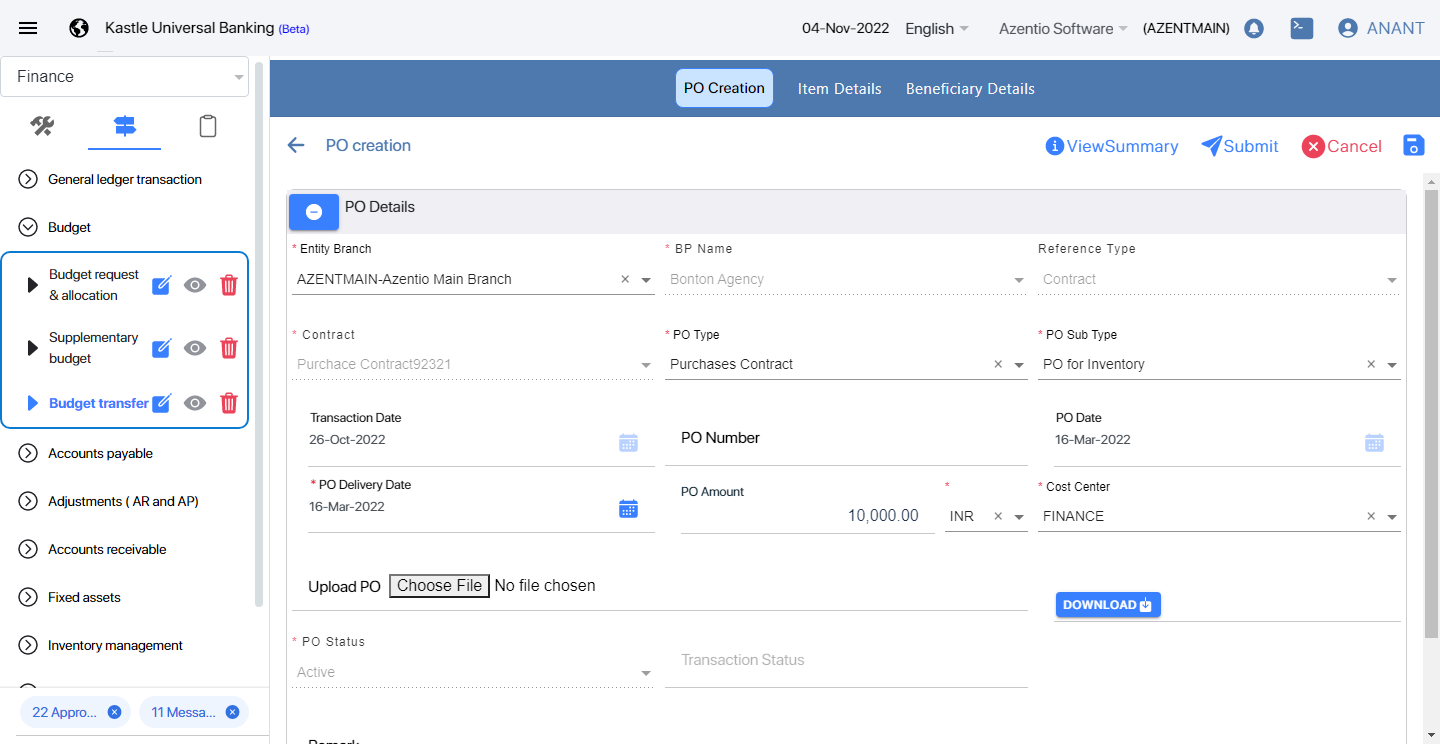 Kastle Universal Banking (Beta)
04-Nov-2022 English Azentio Software (AZENTMAIN) ANANT
Finance
General ledger transaction
Budget
Budget request
& allocation
Supplementary
budget
Budget transfer
Accounts payable
Adjustments ( AR and AP)
Accounts receivable
Fixed assets
Inventory management
22 Appro... 11 Messa...
PO Creation Item Details Beneficiary Details
PO creation
ViewSummary Submit Cancel
PO Details
* Entity Branch * BP Name Reference Type
AZENTMAIN-Azentio Main Branch × Bonton Agency Contract
* Contract * PO Type * PO Sub Type
Purchace Contract92321 Purchases Contract × PO for Inventory ×
Transaction Date PO Date
26-Oct-2022 PO Number 16-Mar-2022
* PO Delivery Date PO Amount * * Cost Center
16-Mar-2022 10,000.00 INR × FINANCE ×
Upload PO Choose File No file chosen
DOWNLOAD
* PO Status
Active Transaction Status
Remark